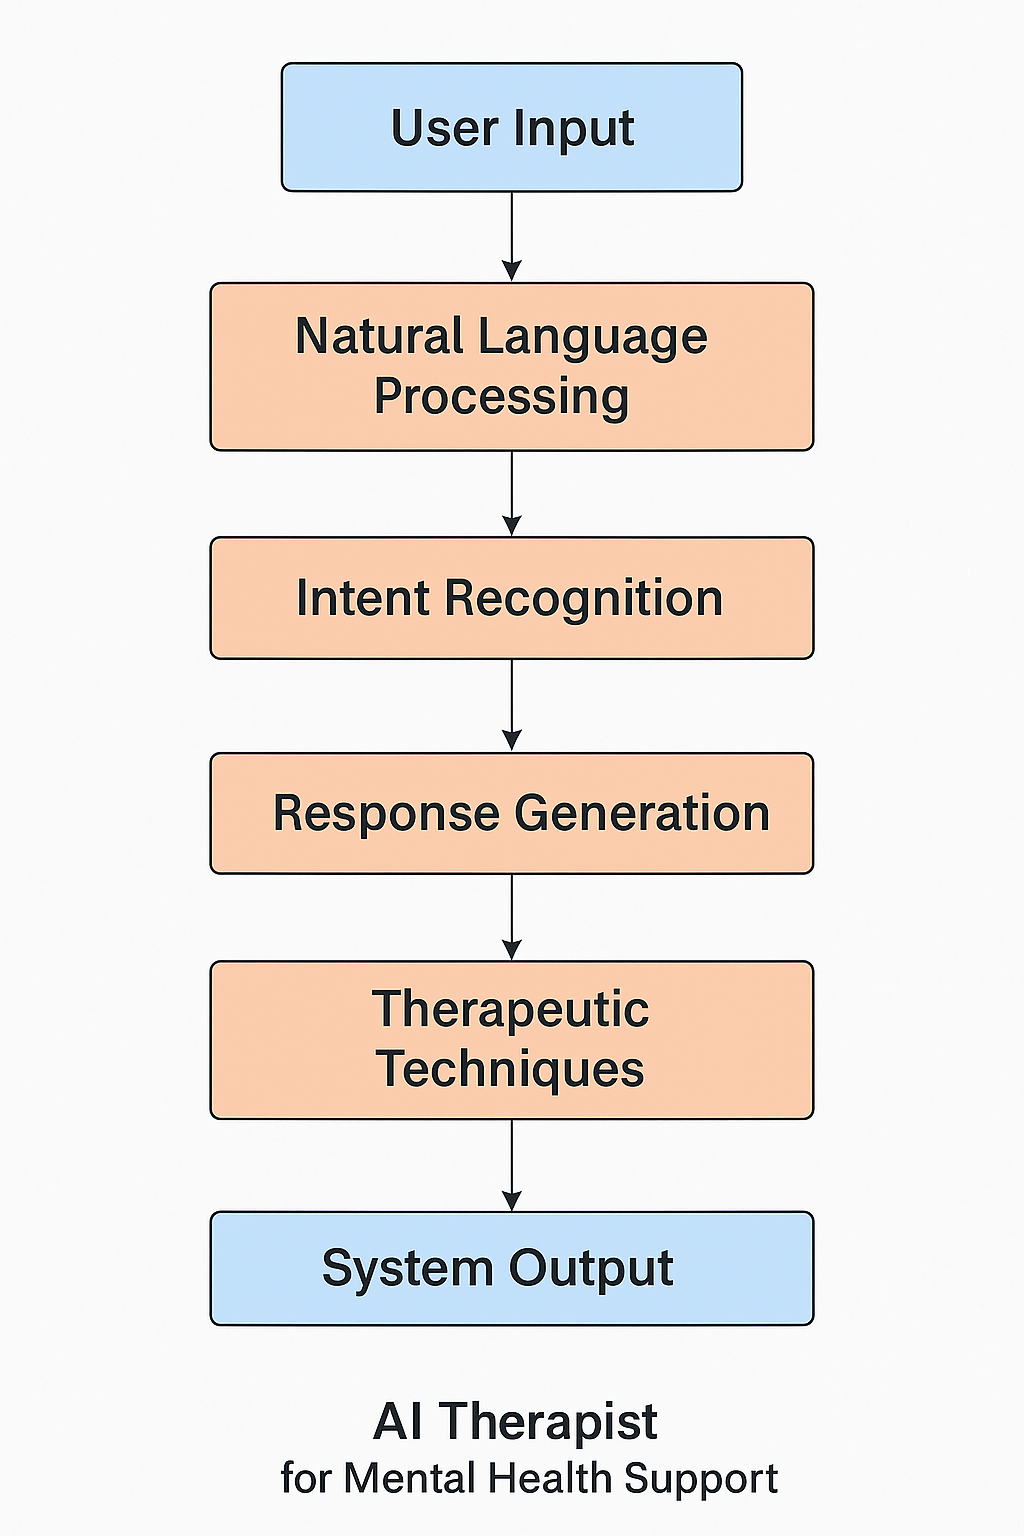 User Input
Natural Language
Processing
Intent Recognition
Response Generation
Therapeutic
Techniques
System Output
AI Therapist
for Mental Health Support